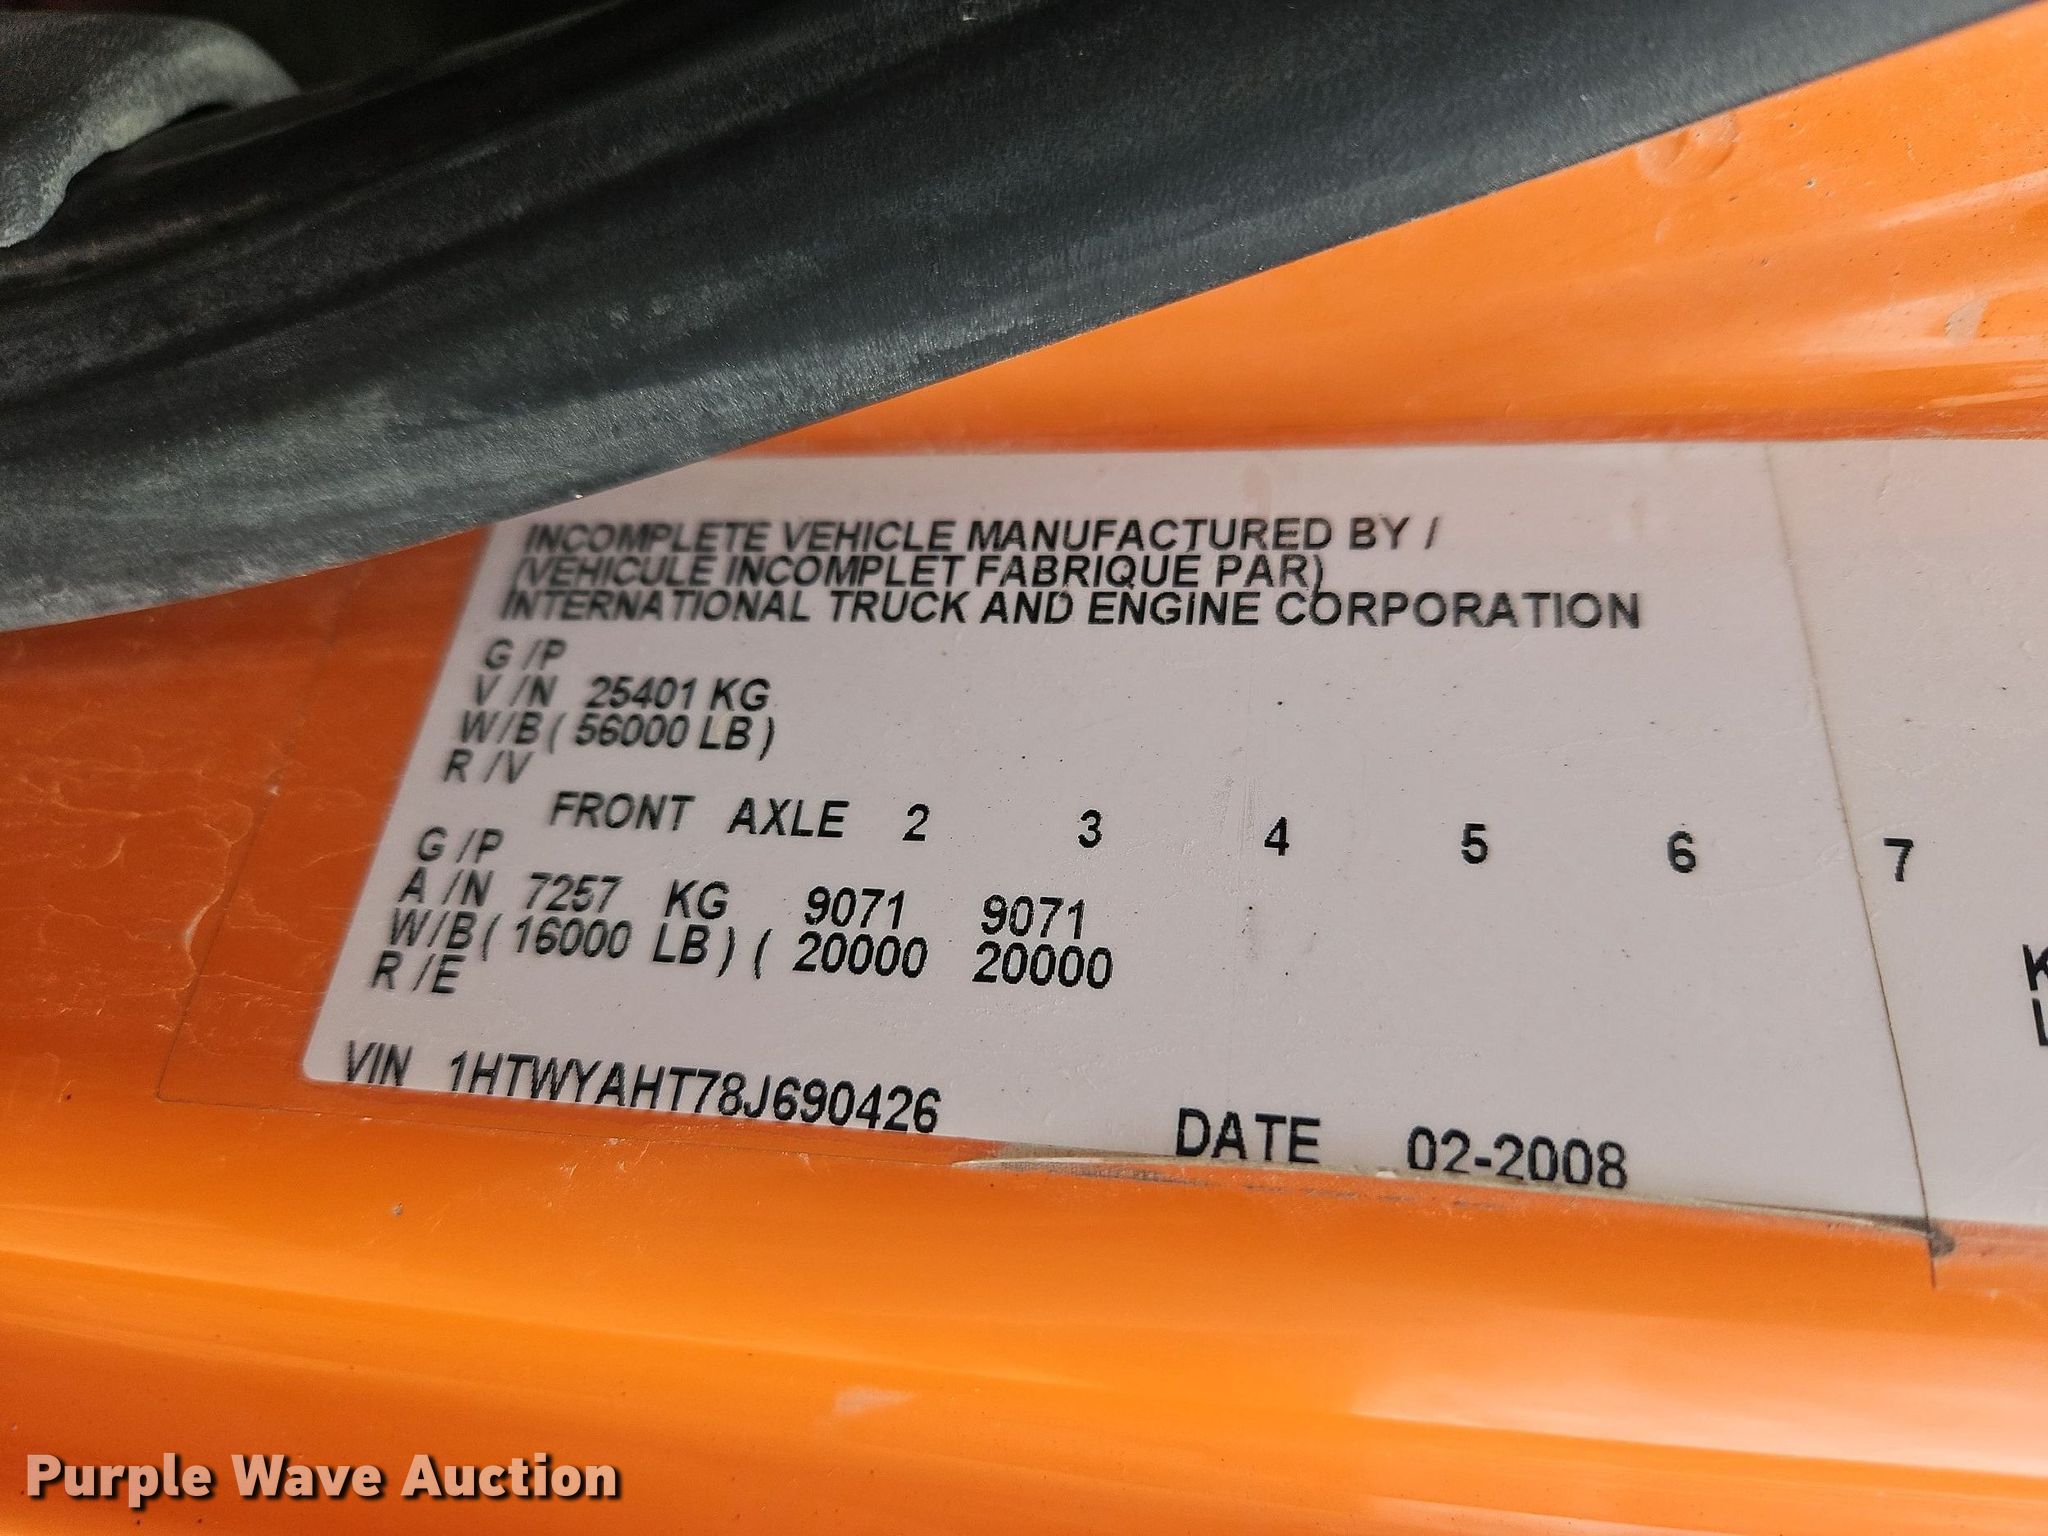 INCOMPLETE VEHICLE MANUFACTURED BY /
(VEHICULE INCOMPLET FABRIQUÉ PAR)
INTERNATIONAL TRUCK AND ENGINE CORPORATION
G /P
V /N 25401 KG
W/B ( 56000 LB )
R /V
FRONT AXLE 2 3 4 5 6 7
G /P
A /N 7257 KG 9071 9071
W/B ( 16000 LB ) ( 20000 20000
R /E
VIN 1HTWYAHT78J690426
DATE 02-2008
Purple Wave Auction